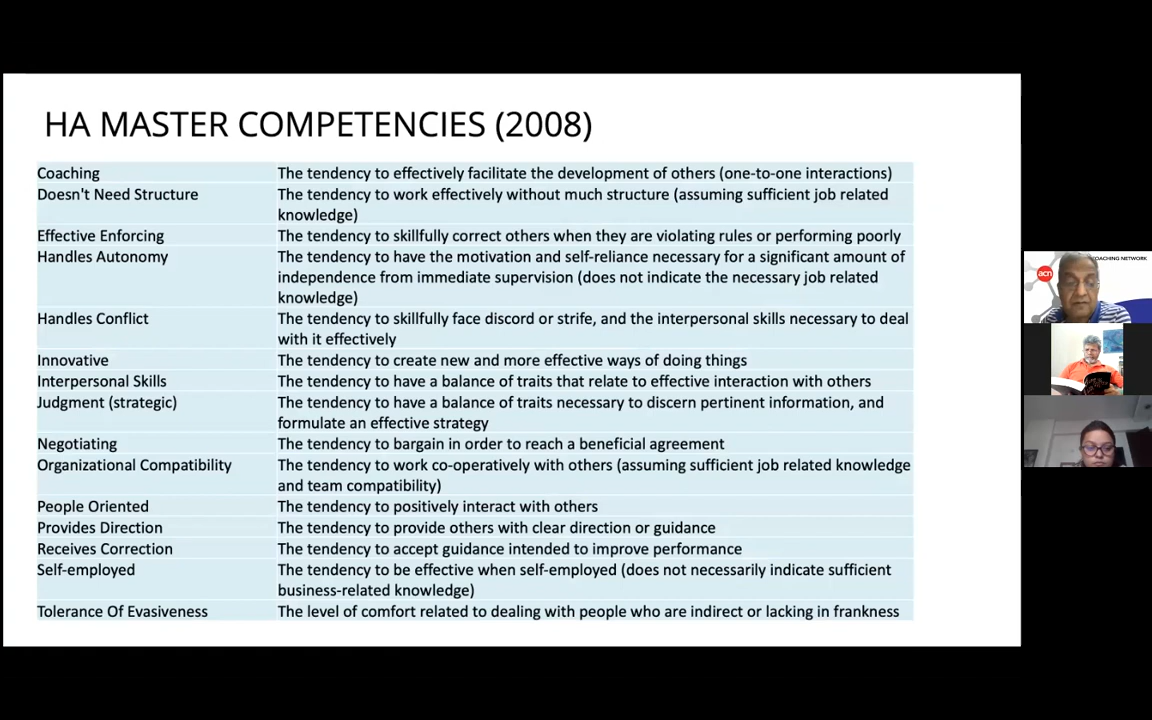 HA MASTER COMPETENCIES (2008)
Coaching The tendency to effectively facilitate the development of others (one-to-one interactions)
Doesn't Need Structure The tendency to work effectively without much structure (assuming sufficient job related
knowledge)
Effective Enforcing The tendency to skillfully correct others when they are violating rules or performing poorly
Handles Autonomy The tendency to have the motivation and self-reliance necessary for a significant amount of
independence from immediate supervision (does not indicate the necessary job related
knowledge)
Handles Conflict The tendency to skillfully face discord or strife, and the interpersonal skills necessary to deal
with it effectively
Innovative The tendency to create new and more effective ways of doing things
Interpersonal Skills The tendency to have a balance of traits that relate to effective interaction with others
Judgment (strategic) The tendency to have a balance of traits necessary to discern pertinent information, and
formulate an effective strategy
Negotiating The tendency to bargain in order to reach a beneficial agreement
Organizational Compatibility The tendency to work co-operatively with others (assuming sufficient job related knowledge
and team compatibility)
People Oriented The tendency to positively interact with others
Provides Direction The tendency to provide others with clear direction or guidance
Receives Correction The tendency to accept guidance intended to improve performance
Self-employed The tendency to be effective when self-employed (does not necessarily indicate sufficient
business-related knowledge)
Tolerance Of Evasiveness The level of comfort related to dealing with people who are indirect or lacking in frankness
COACHING NETWORK
acn